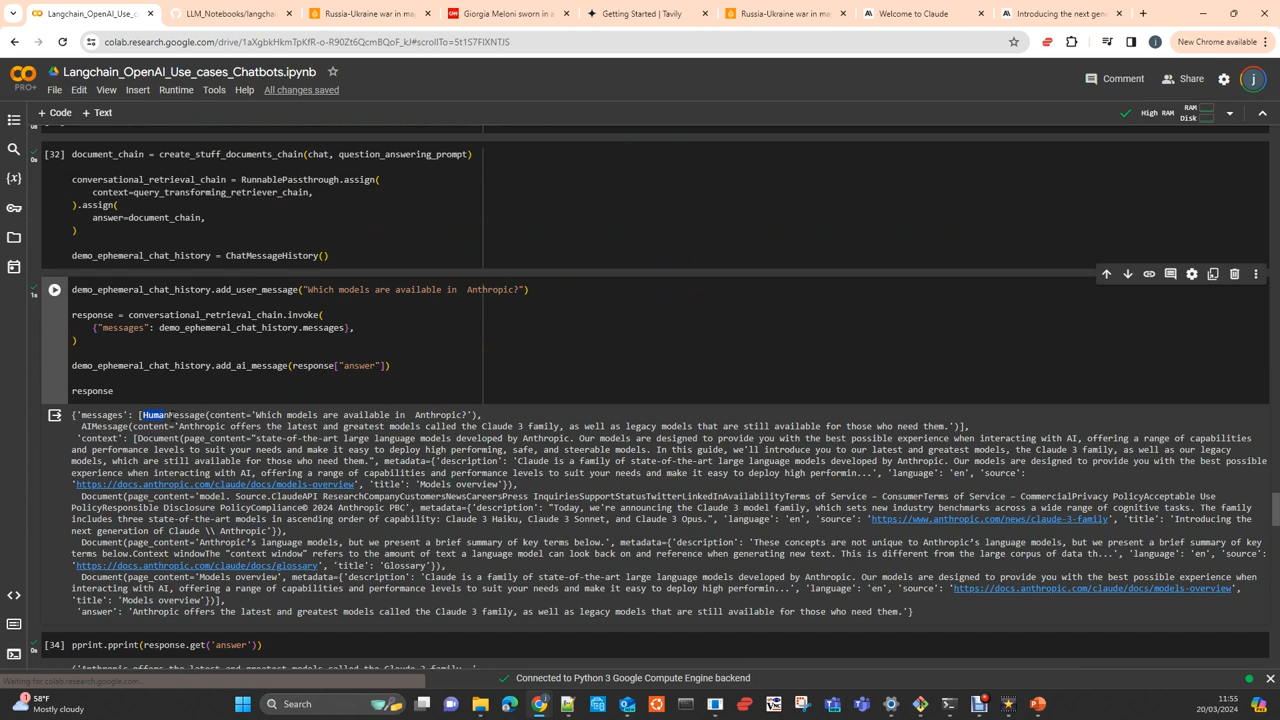 Langchain_OpenAI_Use_cases_Ch
LLM_Notebooks/langchai
Russia-Ukraine war in ma
Giorgia Meloni sworn in a
Getting Started | Tavily
Russia-Ukraine war in ma
Welcome to Claude
Introducing the next gene
colab.research.google.com/drive/1aXgbkHkmTpKfR-o-R90Zt6QcmBQoF_kJ#scrollTo=5t1S7FIXNTJS
New Chrome available
Langchain_OpenAI_Use_cases_Chatbots.ipynb
PRO+
File Edit View Insert Runtime Tools Help All changes saved
Comment Share j
+ Code + Text
High RAM RAM Disk
[32] document_chain = create_stuff_documents_chain(chat, question_answering_prompt)
0s
conversational_retrieval_chain = RunnablePassthrough.assign(
context=query_transforming_retriever_chain,
).assign(
answer=document_chain,
)
demo_ephemeral_chat_history = ChatMessageHistory()
demo_ephemeral_chat_history.add_user_message("Which models are available in  Anthropic?")
1s
response = conversational_retrieval_chain.invoke(
{"messages": demo_ephemeral_chat_history.messages},
)
demo_ephemeral_chat_history.add_ai_message(response["answer"])
response
{'messages': [HumanMessage(content='Which models are available in  Anthropic?'),
AIMessage(content='Anthropic offers the latest and greatest models called the Claude 3 family, as well as legacy models that are still available for those who need them.')],
'context': [Document(page_content="state-of-the-art large language models developed by Anthropic. Our models are designed to provide you with the best possible experience when interacting with AI, offering a range of capabilities
and performance levels to suit your needs and make it easy to deploy high performing, safe, and steerable models. In this guide, we'll introduce you to our latest and greatest models, the Claude 3 family, as well as our legacy
models, which are still available for those who need them.", metadata={'description': 'Claude is a family of state-of-the-art large language models developed by Anthropic. Our models are designed to provide you with the best possible
experience when interacting with AI, offering a range of capabilities and performance levels to suit your needs and make it easy to deploy high performin...', 'language': 'en', 'source':
'https://docs.anthropic.com/claude/docs/models-overview', 'title': 'Models overview'}),
Document(page_content='model. Source.ClaudeAPI ResearchCompanyCustomersNewsCareersPress InquiriesSupportStatusTwitterLinkedInAvailabilityTerms of Service – ConsumerTerms of Service – CommercialPrivacy PolicyAcceptable Use
PolicyResponsible Disclosure PolicyCompliance© 2024 Anthropic PBC', metadata={'description': "Today, we're announcing the Claude 3 model family, which sets new industry benchmarks across a wide range of cognitive tasks. The family
includes three state-of-the-art models in ascending order of capability: Claude 3 Haiku, Claude 3 Sonnet, and Claude 3 Opus.", 'language': 'en', 'source': 'https://www.anthropic.com/news/claude-3-family', 'title': 'Introducing the
next generation of Claude \\ Anthropic'}),
Document(page_content='Anthropic's language models, but we present a brief summary of key terms below.', metadata={'description': 'These concepts are not unique to Anthropic's language models, but we present a brief summary of key
terms below.Context windowThe "context window" refers to the amount of text a language model can look back on and reference when generating new text. This is different from the large corpus of data th...', 'language': 'en', 'source':
'https://docs.anthropic.com/claude/docs/glossary', 'title': 'Glossary'}),
Document(page_content='Models overview', metadata={'description': 'Claude is a family of state-of-the-art large language models developed by Anthropic. Our models are designed to provide you with the best possible experience when
interacting with AI, offering a range of capabilities and performance levels to suit your needs and make it easy to deploy high performin...', 'language': 'en', 'source': 'https://docs.anthropic.com/claude/docs/models-overview',
'title': 'Models overview'})],
'answer': 'Anthropic offers the latest and greatest models called the Claude 3 family, as well as legacy models that are still available for those who need them.'}
[34] pprint.pprint(response.get('answer'))
0s
('Anthropic offers the latest and greatest models called the Claude 3 family, '
Waiting for colab.research.google.com...
Connected to Python 3 Google Compute Engine backend
58°F
Mostly cloudy
Search
11:55
20/03/2024